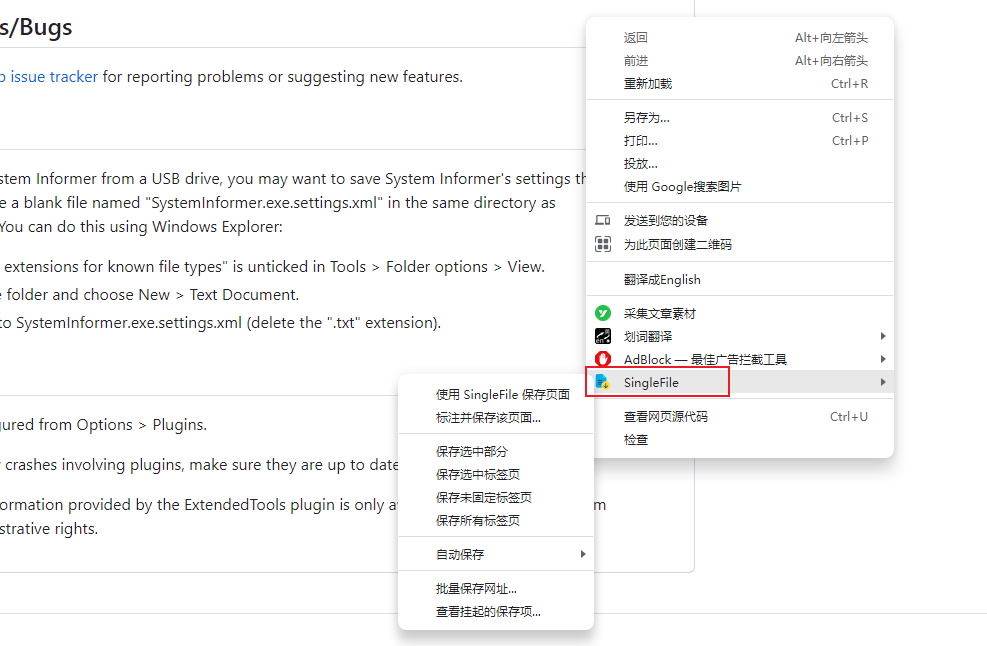 s/Bugs
issue tracker for reporting problems or suggesting new features.
stem Informer from a USB drive, you may want to save System Informer's settings th
e a blank file named "SystemInformer.exe.settings.xml" in the same directory as
You can do this using Windows Explorer:
extensions for known file types" is unticked in Tools > Folder options > View.
e folder and choose New > Text Document.
to SystemInformer.exe.settings.xml (delete the ".txt" extension).
gured from Options > Plugins.
crashes involving plugins, make sure they are up to date
ormation provided by the ExtendedTools plugin is only av
m
strative rights.
返回 Alt+向左箭头
前进 Alt+向右箭头
重新加载 Ctrl+R
另存为... Ctrl+S
打印... Ctrl+P
投放...
使用 Google搜索图片
发送到您的设备
为此页面创建二维码
翻译成English
采集文章素材
划词翻译
AdBlock — 最佳广告拦截工具
SingleFile
查看网页源代码 Ctrl+U
检查
使用 SingleFile 保存页面
标注并保存该页面...
保存选中部分
保存选中标签页
保存未固定标签页
保存所有标签页
自动保存
批量保存网址...
查看挂起的保存项...